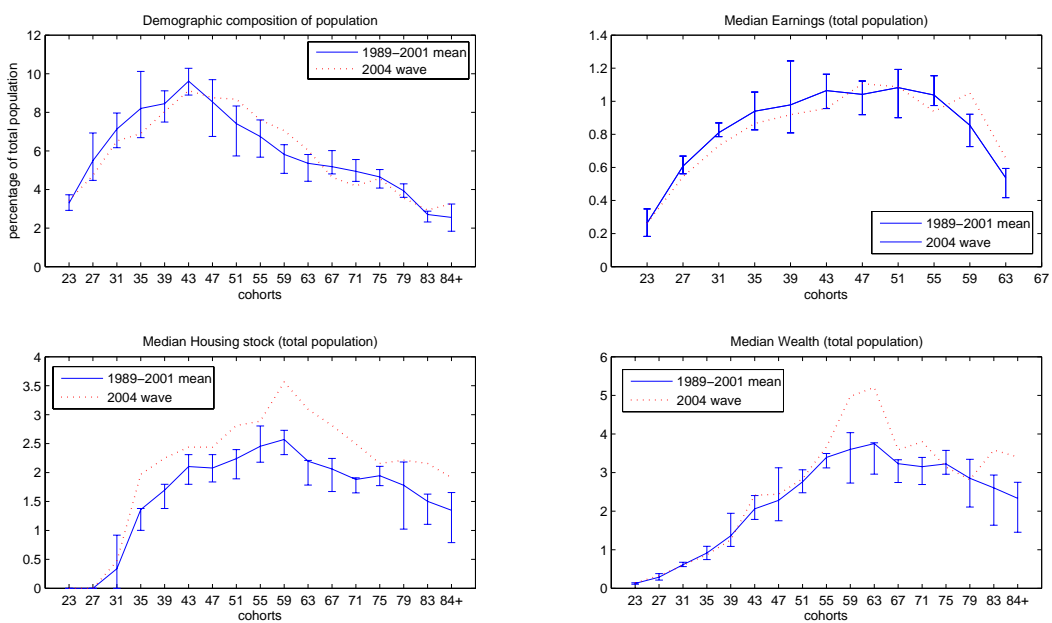 Demographic composition of population
12
10
8
6
4
2
0
percentage of total population
1989−2001 mean
2004 wave
23 27 31 35 39 43 47 51 55 59 63 67 71 75 79 83 84+
cohorts
Median Earnings (total population)
1.4
1.2
1
0.8
0.6
0.4
0.2
0
1989−2001 mean
2004 wave
23 27 31 35 39 43 47 51 55 59 63 67
cohorts
Median Housing stock (total population)
4
3.5
3
2.5
2
1.5
1
0.5
0
1989−2001 mean
2004 wave
23 27 31 35 39 43 47 51 55 59 63 67 71 75 79 83 84+
cohorts
Median Wealth (total population)
6
5
4
3
2
1
0
1989−2001 mean
2004 wave
23 27 31 35 39 43 47 51 55 59 63 67 71 75 79 83 84+
cohorts